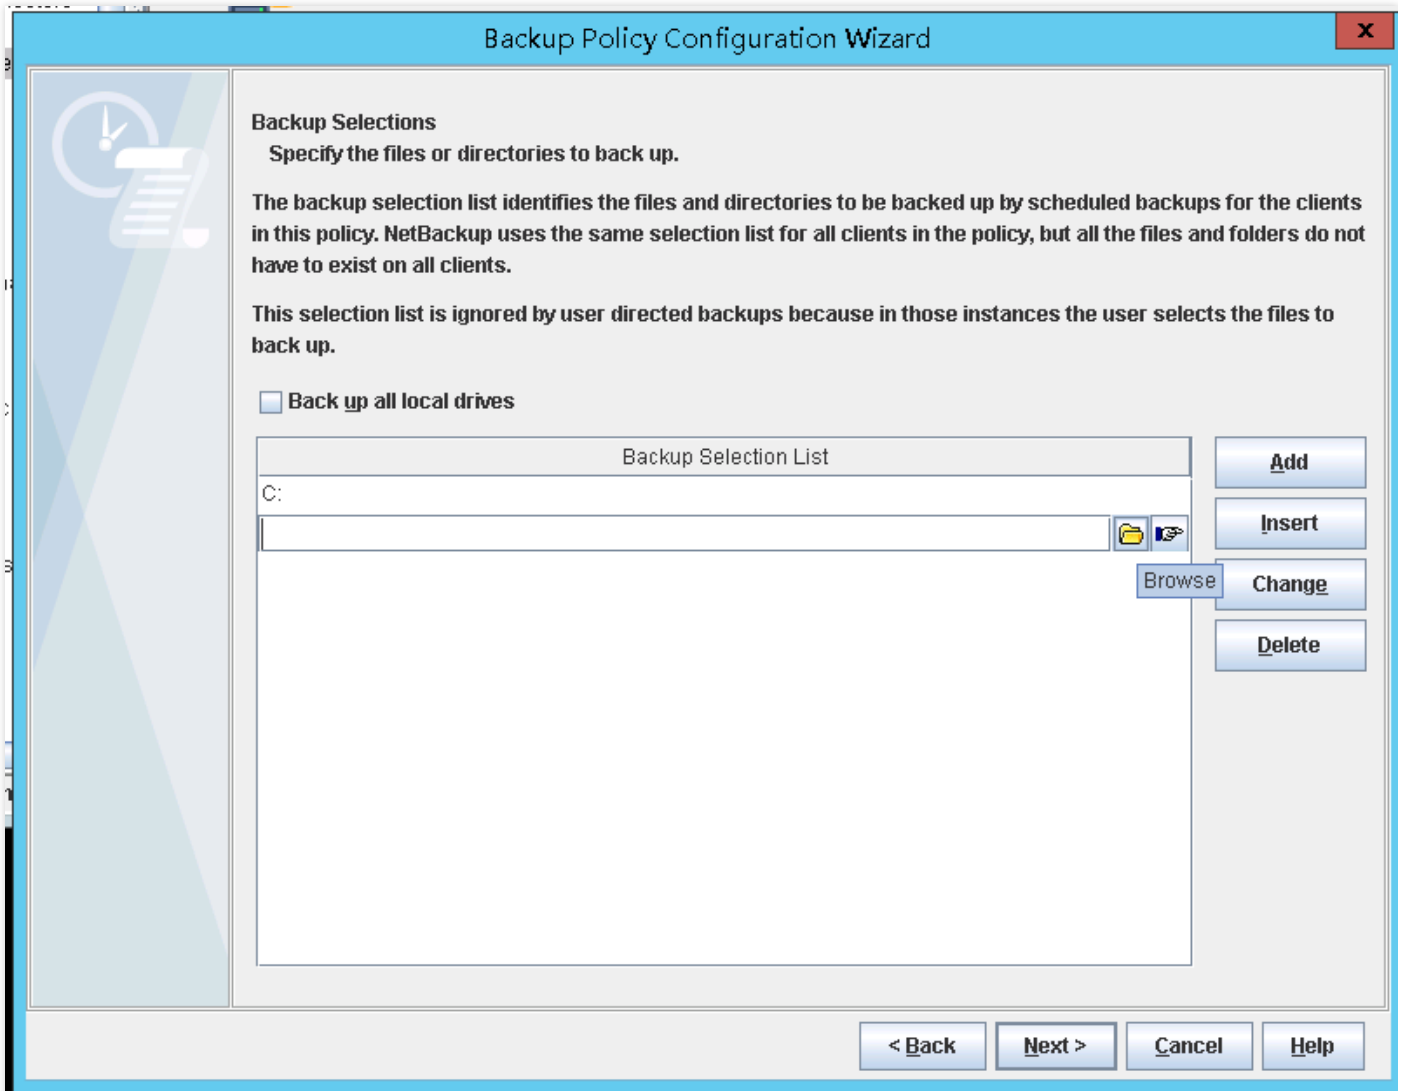 Backup Policy Configuration Wizard
x
Backup Selections
Specify the files or directories to back up.
The backup selection list identifies the files and directories to be backed up by scheduled backups for the clients
in this policy. NetBackup uses the same selection list for all clients in the policy, but all the files and folders do not
have to exist on all clients.
This selection list is ignored by user directed backups because in those instances the user selects the files to
back up.
Back up all local drives
Backup Selection List
Add
C:
Insert
Browse
Change
Delete
< Back
Next >
Cancel
Help